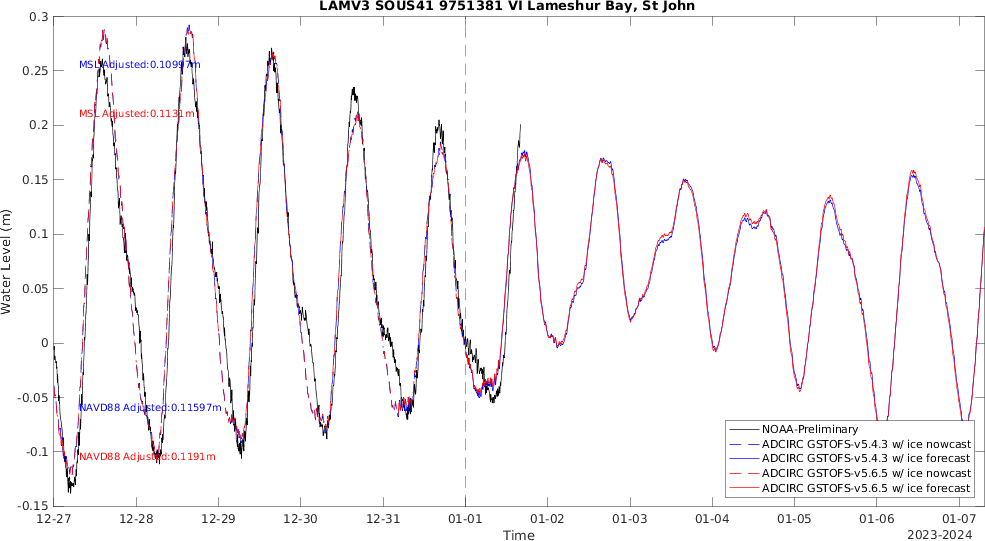 LAMV3 SOUS41 9751381 VI Lameshur Bay, St John
0.3
0.25
0.2
0.15
0.1
0.05
0
-0.05
-0.1
-0.15
Water Level (m)
MSL Adjusted:0.10997m
MSL Adjusted:0.1131m
NAVD88 Adjusted:0.11597m
NAVD88 Adjusted:0.1191m
NOAA-Preliminary
ADCIRC GSTOFS-v5.4.3 w/ ice nowcast
ADCIRC GSTOFS-v5.4.3 w/ ice forecast
ADCIRC GSTOFS-v5.6.5 w/ ice nowcast
ADCIRC GSTOFS-v5.6.5 w/ ice forecast
12-27 12-28 12-29 12-30 12-31 01-01 01-02 01-03 01-04 01-05 01-06 01-07
Time
2023-2024